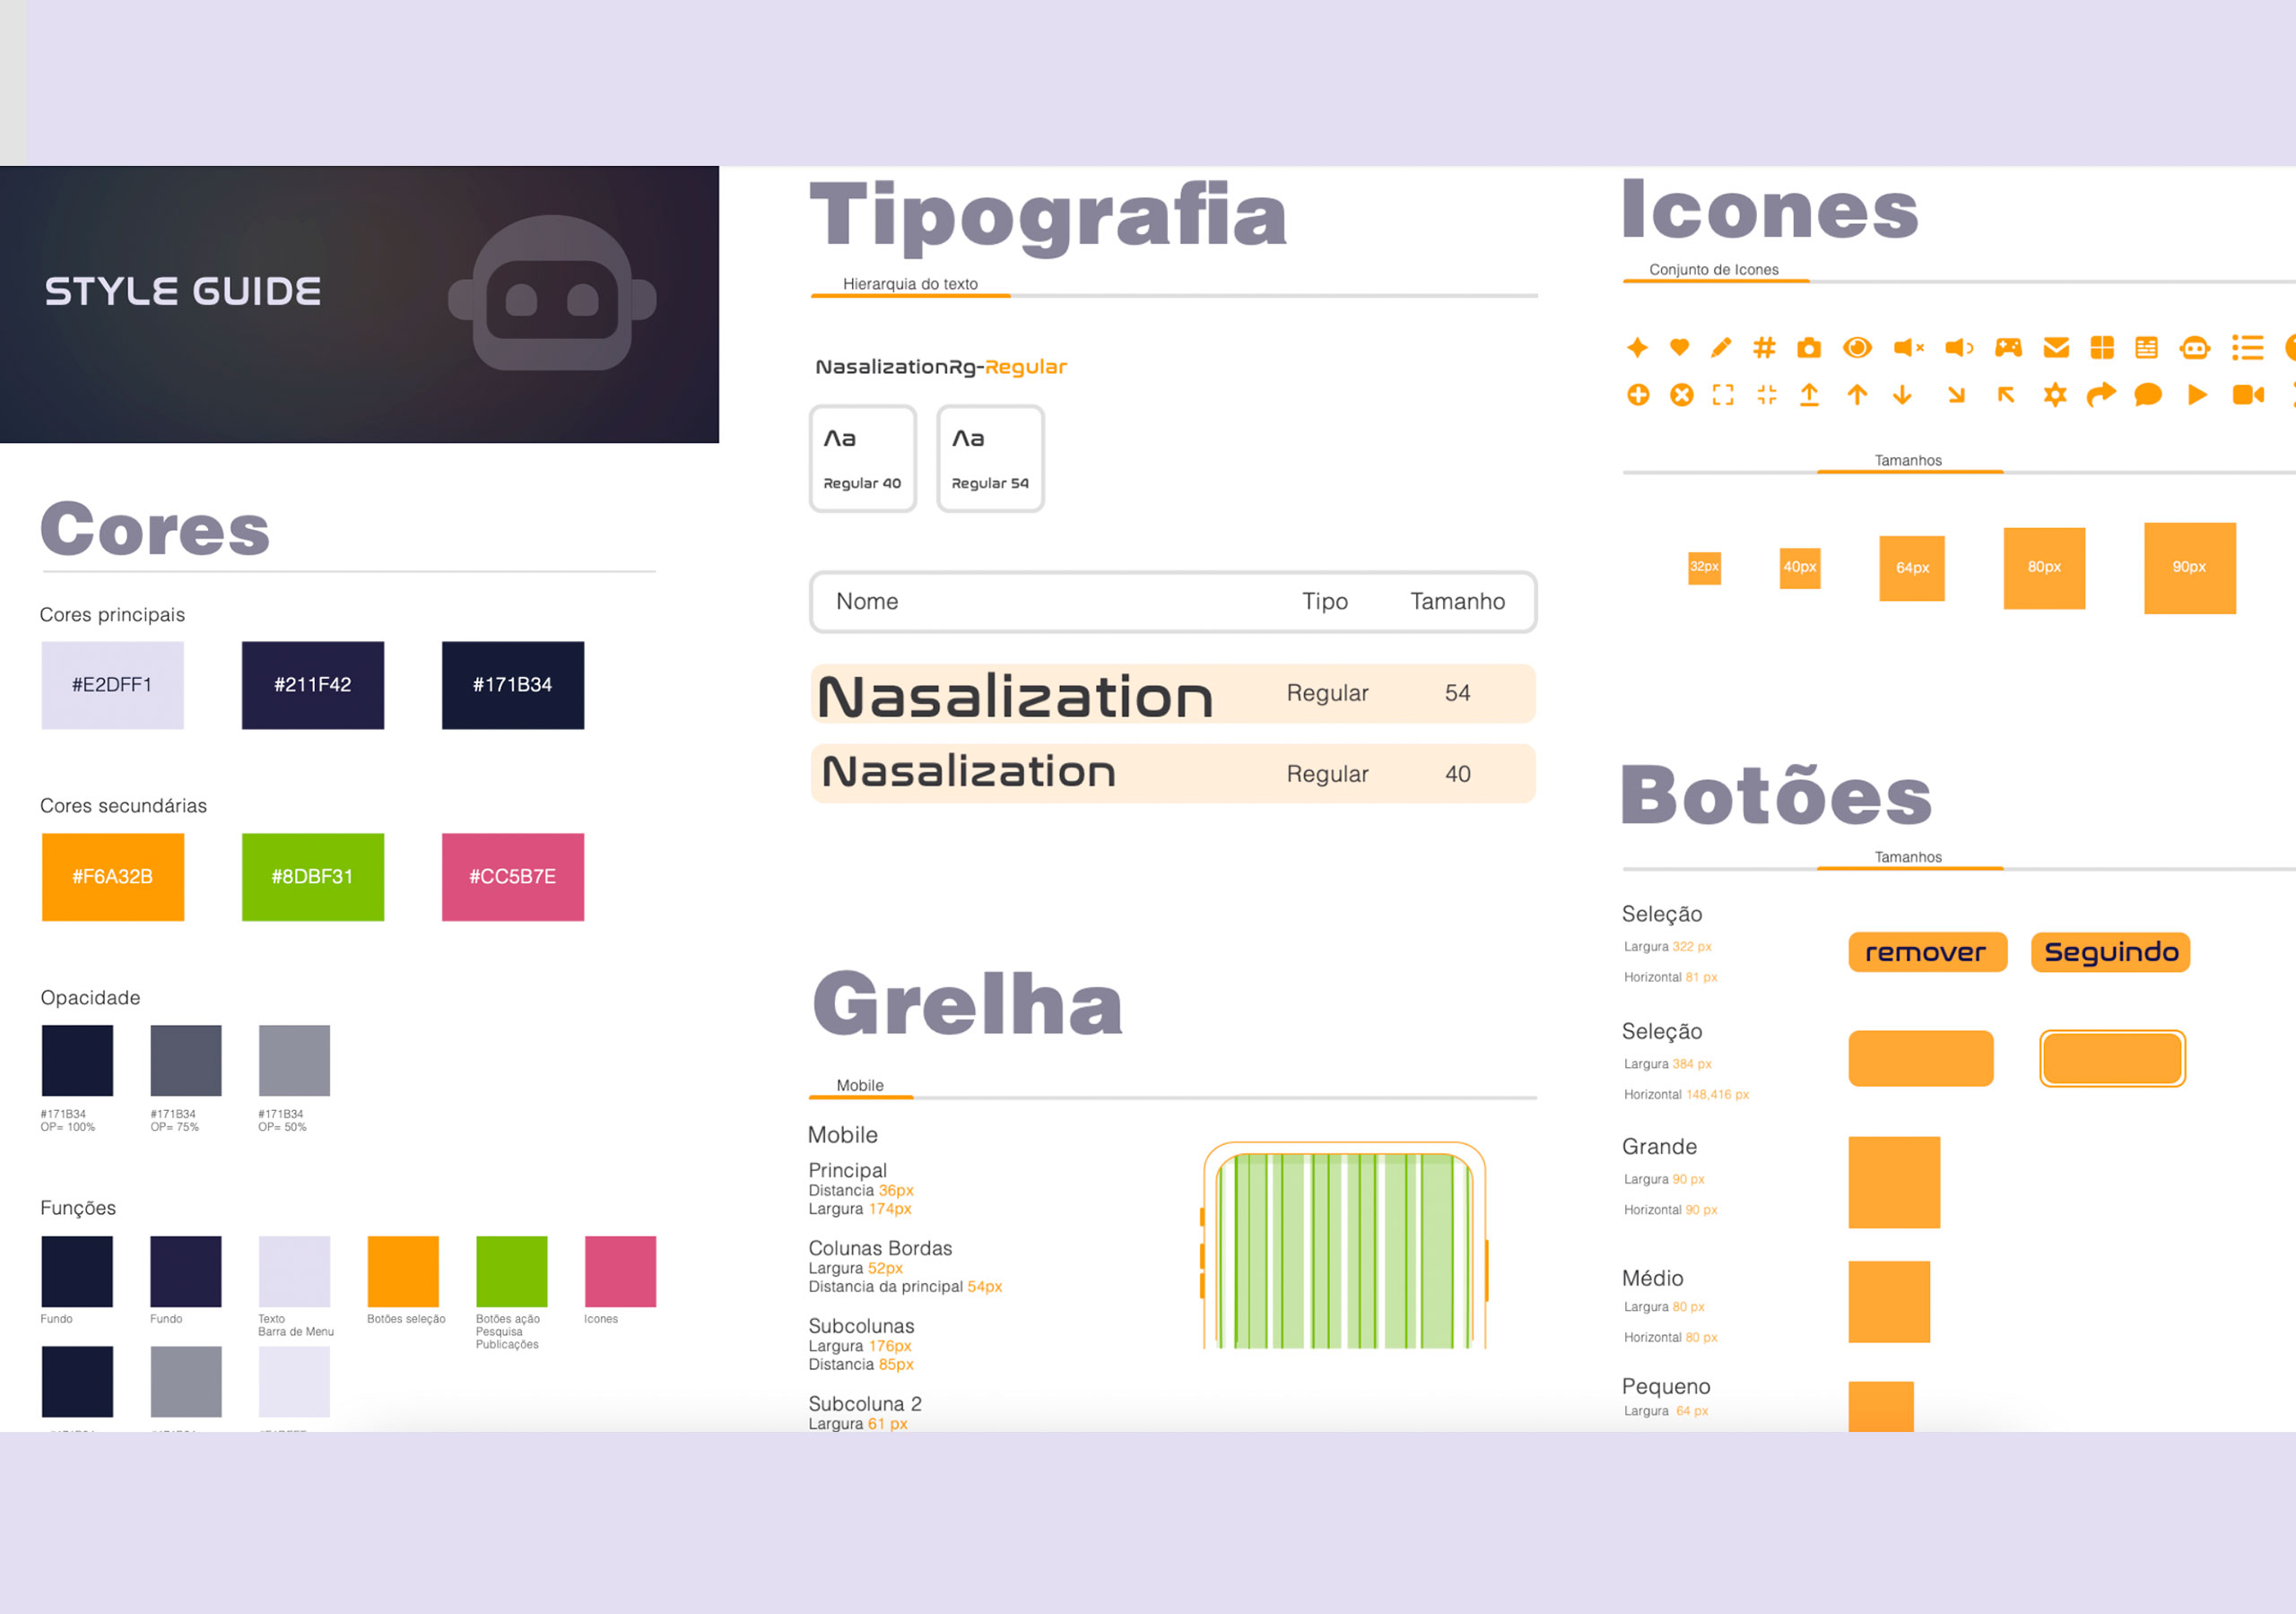 STYLE GUIDE
Cores
Cores principais
#E2DFF1
#211F42
#171B34
Cores secundárias
#F6A32B
#8DBF31
#CC5B7E
Opacidade
#171B34
OP= 100%
#171B34
OP= 75%
#171B34
OP= 50%
Funções
Fundo
Fundo
Texto
Barra de Menu
Botões seleção
Botões ação
Pesquisa
Publicações
Icones
Tipografia
Hierarquia do texto
NasalizationRg-Regular
Aa
Regular 40
Aa
Regular 54
Nome Tipo Tamanho
Nasalization Regular 54
Nasalization Regular 40
Grelha
Mobile
Mobile
Principal
Distancia 36px
Largura 174px
Colunas Bordas
Largura 52px
Distancia da principal 54px
Subcolunas
Largura 176px
Distancia 85px
Subcoluna 2
Largura 61 px
Icones
Conjunto de Icones
Tamanhos
32px 40px 64px 80px 90px
Botões
Tamanhos
Seleção
Largura 322 px
Horizontal 81 px
remover
Seguindo
Seleção
Largura 384 px
Horizontal 148,416 px
Grande
Largura 90 px
Horizontal 90 px
Médio
Largura 80 px
Horizontal 80 px
Pequeno
Largura 64 px